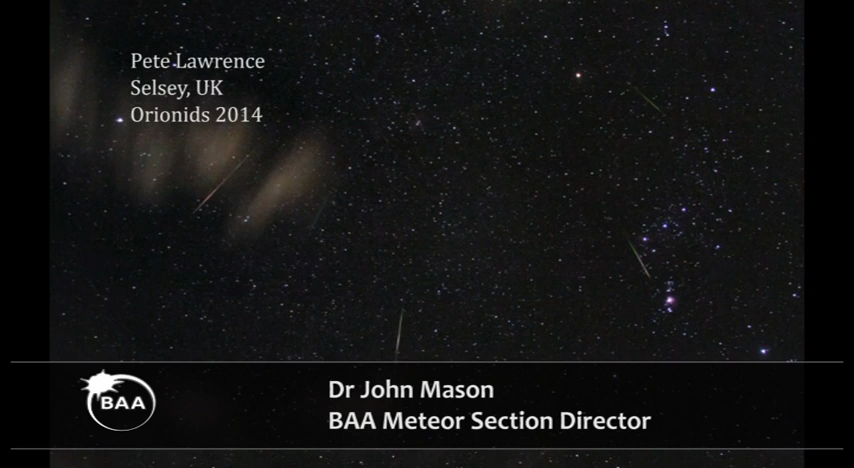 Pete Lawrence
Selsey, UK
Orionids 2014
BAA
Dr John Mason
BAA Meteor Section Director